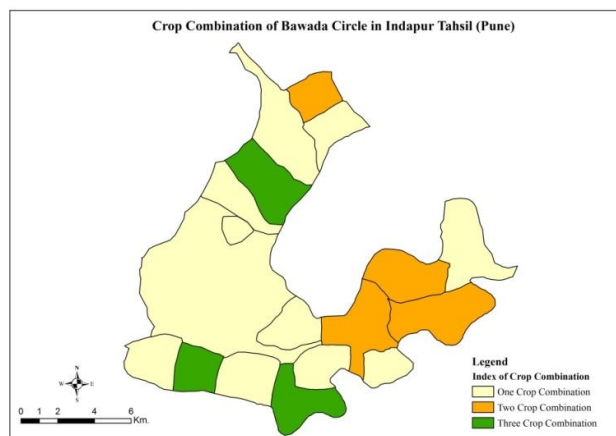 Crop Combination of Bawada Circle in Indapur Tahsil (Pune)
N
W E
S
0 1 2 4 6
Km.
Legend
Index of Crop Combination
One Crop Combination
Two Crop Combination
Three Crop Combination